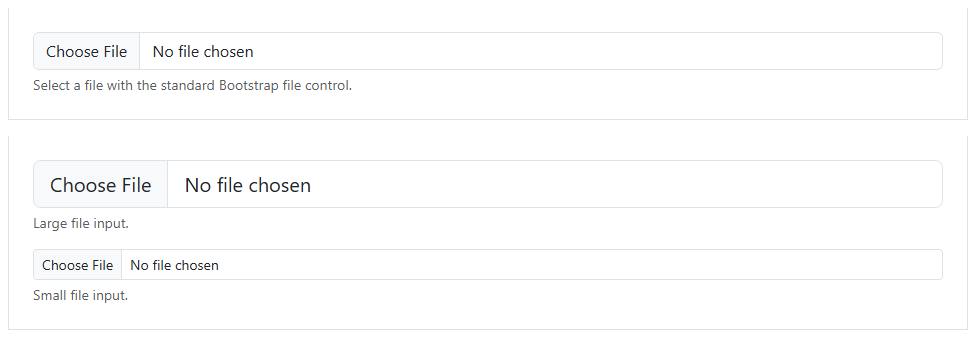 Choose File No file chosen
Select a file with the standard Bootstrap file control.
Choose File No file chosen
Large file input.
Choose File No file chosen
Small file input.